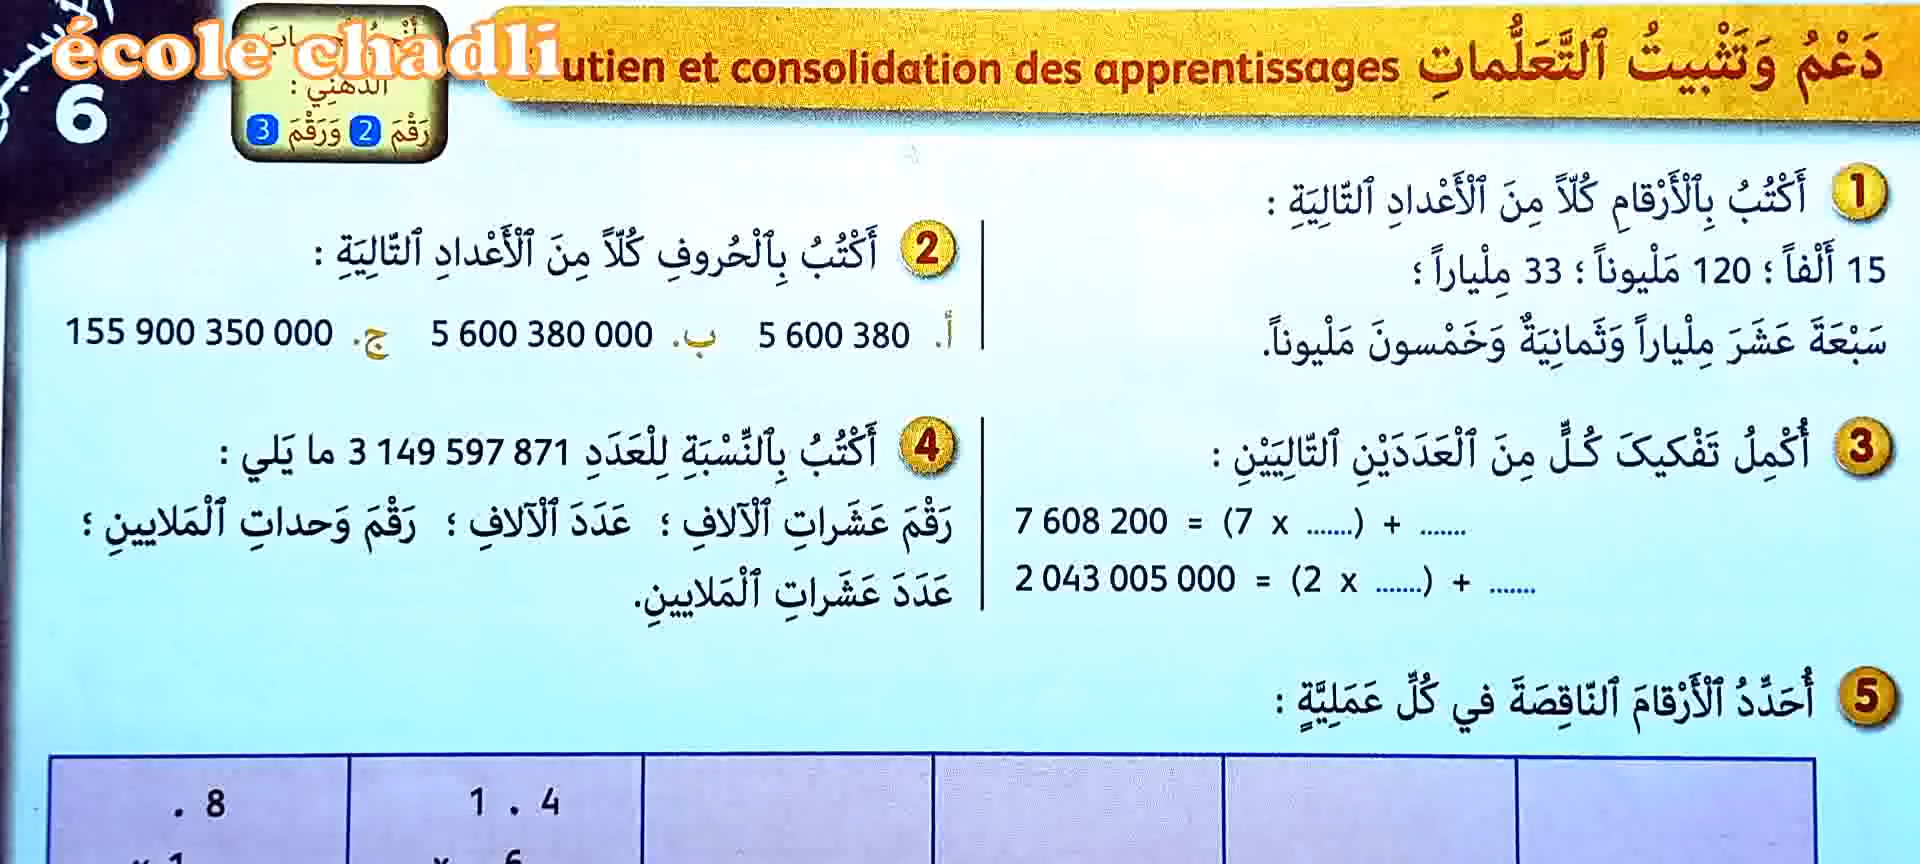 école chadli
6
الذهني :
رَقْمَ 2 وَرَقْمَ 3
utien et consolidation des apprentissages دَعْمُ وَتَثْبِيتُ ٱلتَّعَلُّماتِ
1 أَكْتُبُ بِٱلْأَرْقامِ كُلّاً مِنَ ٱلْأَعْدادِ ٱلتّالِيَةِ :
15 أَلْفاً ؛ 120 مَلْيوناً ؛ 33 مِلْياراً ؛
سَبْعَةَ عَشَرَ مِلْياراً وَثَمانِيَةٌ وَخَمْسونَ مَلْيوناً.
2 أَكْتُبُ بِٱلْحُروفِ كُلّاً مِنَ ٱلْأَعْدادِ ٱلتّالِيَةِ :
أ. 5 600 380 ب. 5 600 380 000 ج. 155 900 350 000
3 أُكْمِلُ تَفْكيكَ كُلٍّ مِنَ ٱلْعَدَدَيْنِ ٱلتّالِيَيْنِ :
7 608 200 = (7 x ......) + ......
2 043 005 000 = (2 x ......) + ......
4 أَكْتُبُ بِٱلنِّسْبَةِ لِلْعَدَدِ 3 149 597 871 ما يَلي :
رَقْمَ عَشَراتِ ٱلْآلافِ ؛ عَدَدَ ٱلْآلافِ ؛ رَقْمَ وَحداتِ ٱلْمَلايينِ ؛
عَدَدَ عَشَراتِ ٱلْمَلايينِ.
5 أُحَدِّدُ ٱلْأَرْقامَ ٱلنّاقِصَةَ في كُلِّ عَمَلِيَّةٍ :
. 8
1 . 4